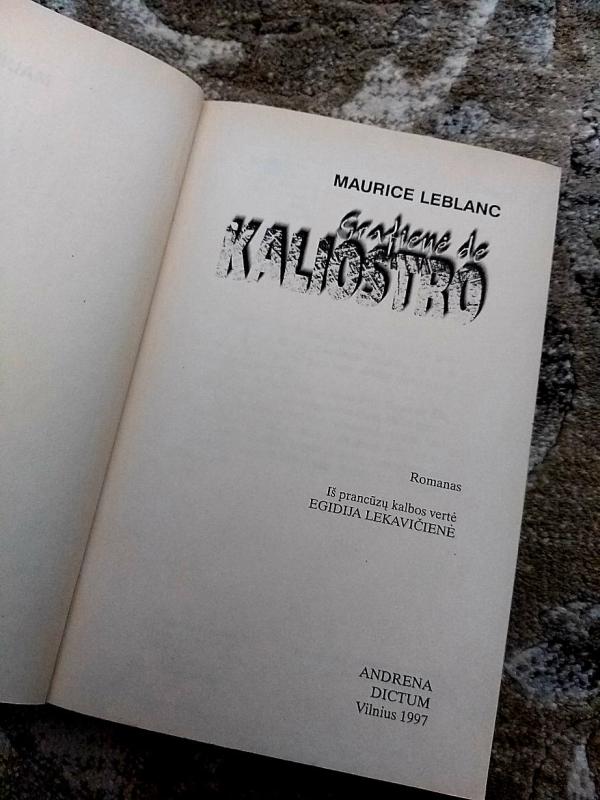 MAURICE LEBLANC
Grafienė de
KALIOSTRO
Romanas
Iš prancūzų kalbos vertė
EGIDIJA LEKAVIČIENĖ
ANDRENA
DICTUM
Vilnius 1997